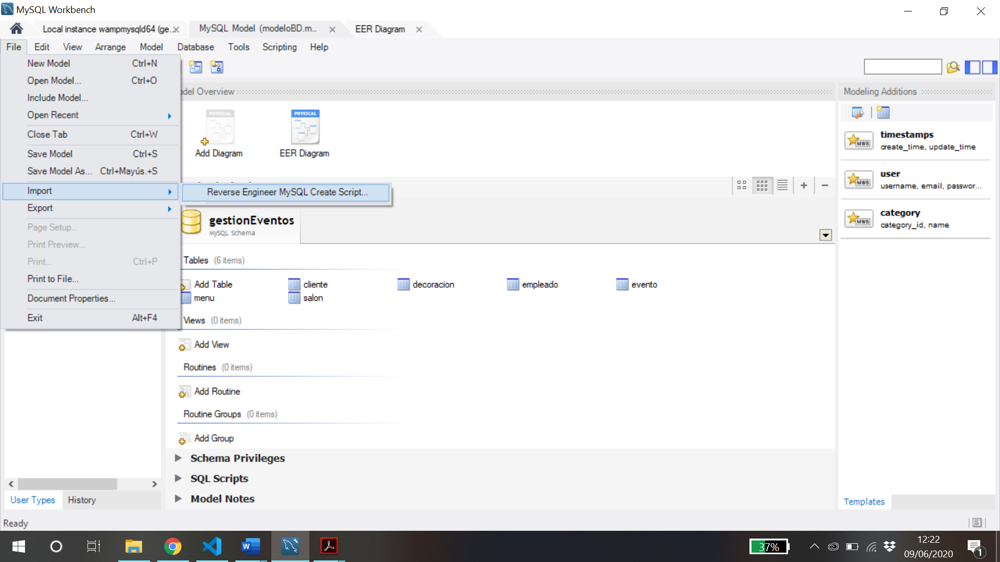 MySQL Workbench
Local instance wampmysqld64 (ge...
MySQL Model (modeloBD.m...
EER Diagram
File Edit View Arrange Model Database Tools Scripting Help
New Model Ctrl+N
Open Model... Ctrl+O
Include Model...
Open Recent
Close Tab Ctrl+W
Save Model Ctrl+S
Save Model As... Ctrl+Mayús.+S
Import
Reverse Engineer MySQL Create Script...
Export
Page Setup...
Print Preview...
Print... Ctrl+P
Print to File...
Document Properties...
Exit Alt+F4
del Overview
PHYSICAL
Add Diagram
PHYSICAL
EER Diagram
gestionEventos
MySQL Schema
Tables (6 items)
Add Table cliente decoracion empleado evento
menu salon
Views (0 items)
Add View
Routines (0 items)
Add Routine
Routine Groups (0 items)
Add Group
Schema Privileges
SQL Scripts
Model Notes
User Types History
Modeling Additions
MWB
timestamps
create_time, update_time
MWB
user
username, email, passwor...
MWB
category
category_id, name
Templates
Ready
W
37%
12:22
09/06/2020
1